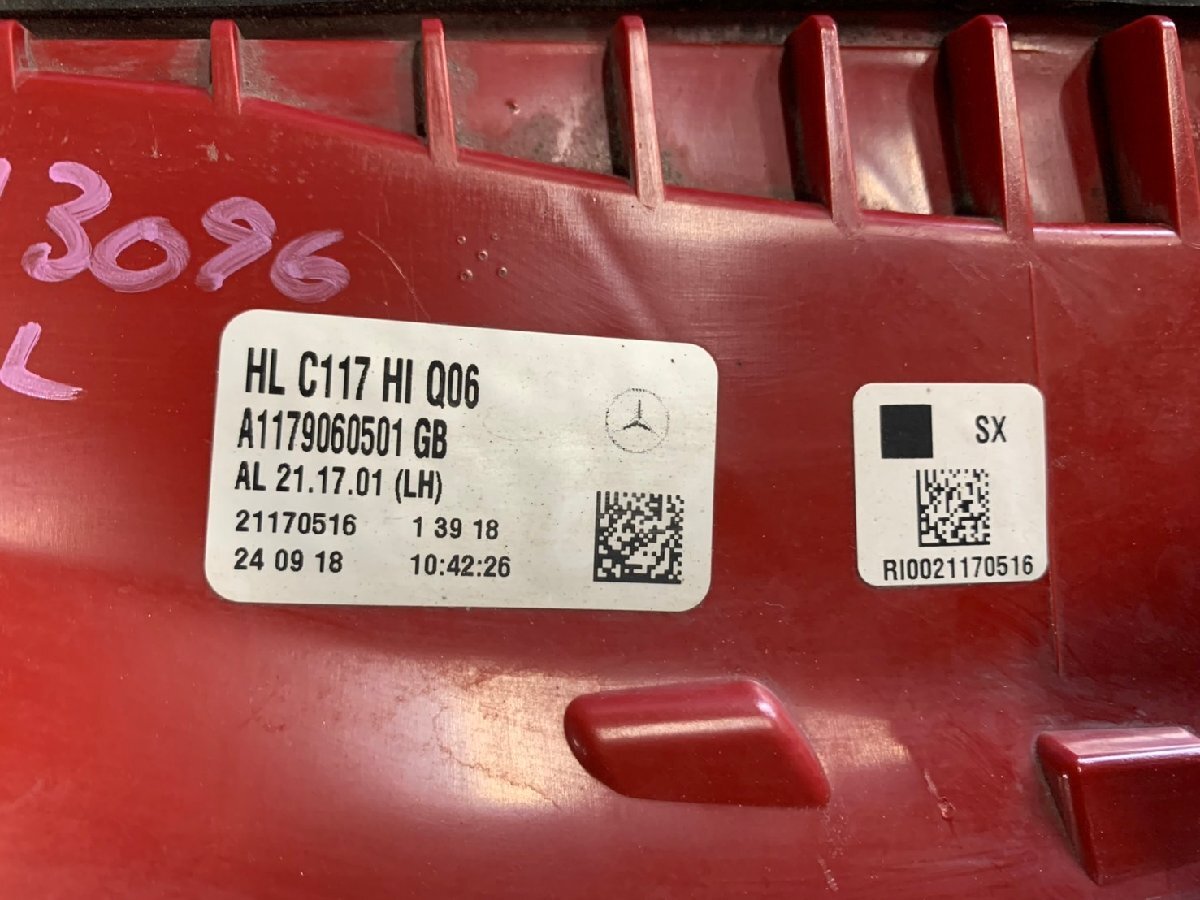 3096
L
HL C117 HI Q06
A1179060501 GB
AL 21.17.01 (LH)
21170516 1 39 18
24 09 18 10:42:26
SX
RI0021170516